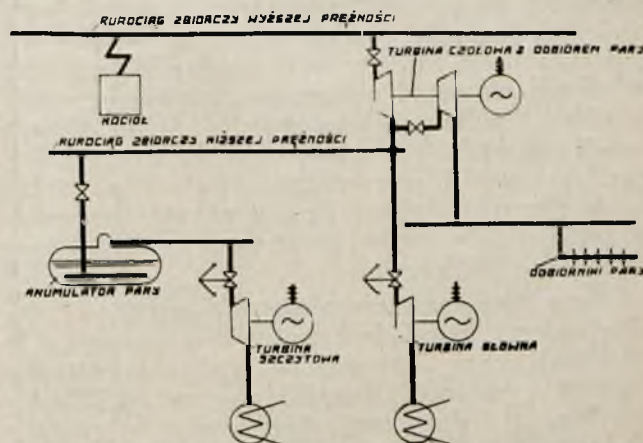 RUROCIĄG ZBIORCZY WYŻSZEJ PRĘŻNOŚCI
TURBINA CZOŁOWA Z ODBIOREM PARY
KOCIOŁ
RUROCIĄG ZBIORCZY NIŻSZEJ PRĘŻNOŚCI
ODBIORNIKI PARY
AKUMULATOR PARY
TURBINA
SZCZYTOWA
TURBINA GŁÓWNA